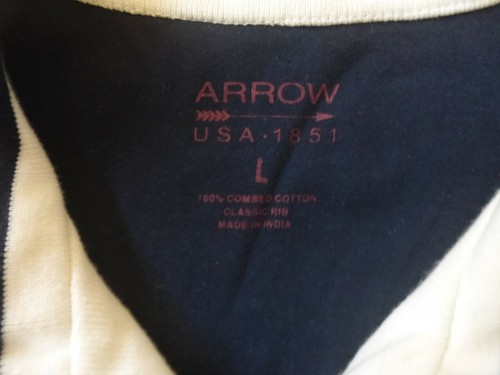 ARROW
USA·1851
L
100% COMBED COTTON
CLASSIC RIB
MADE IN INDIA